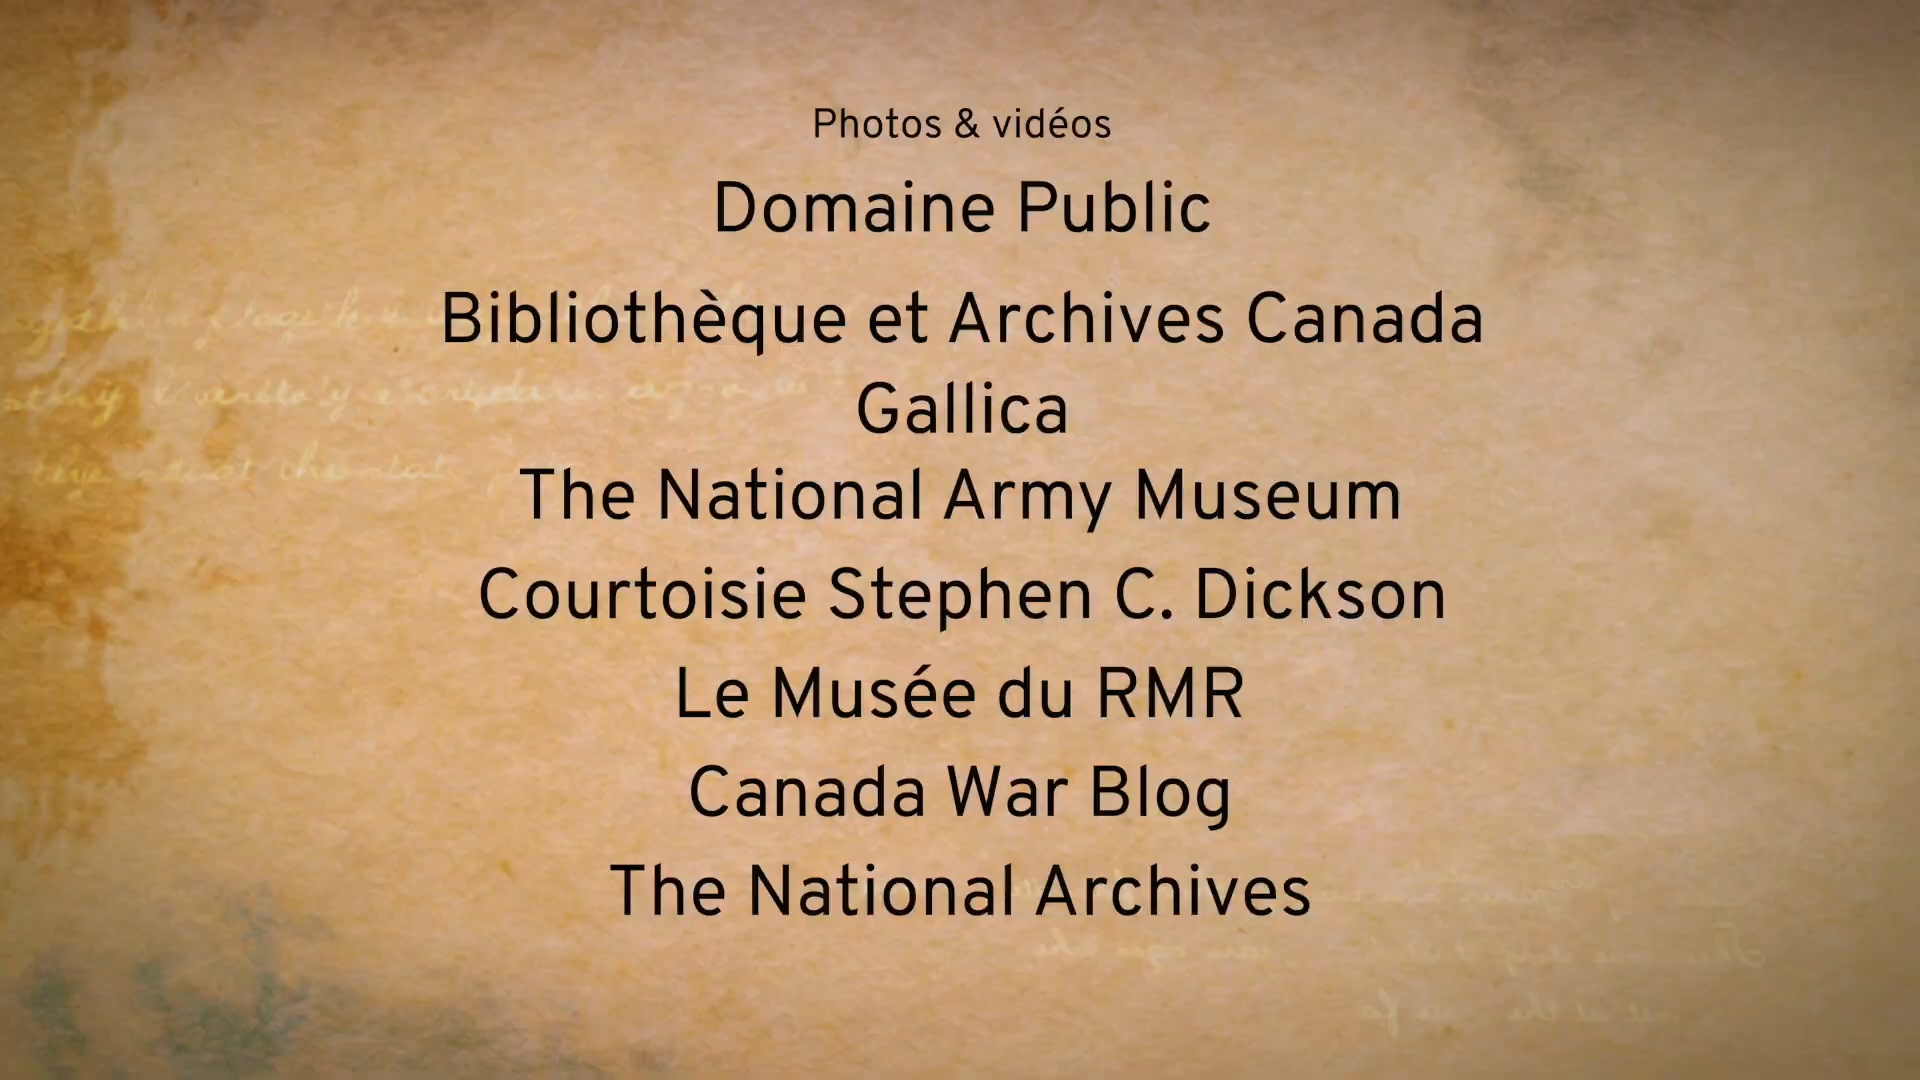 Photos & vidéos
Domaine Public
Bibliothèque et Archives Canada
Gallica
The National Army Museum
Courtoisie Stephen C. Dickson
Le Musée du RMR
Canada War Blog
The National Archives